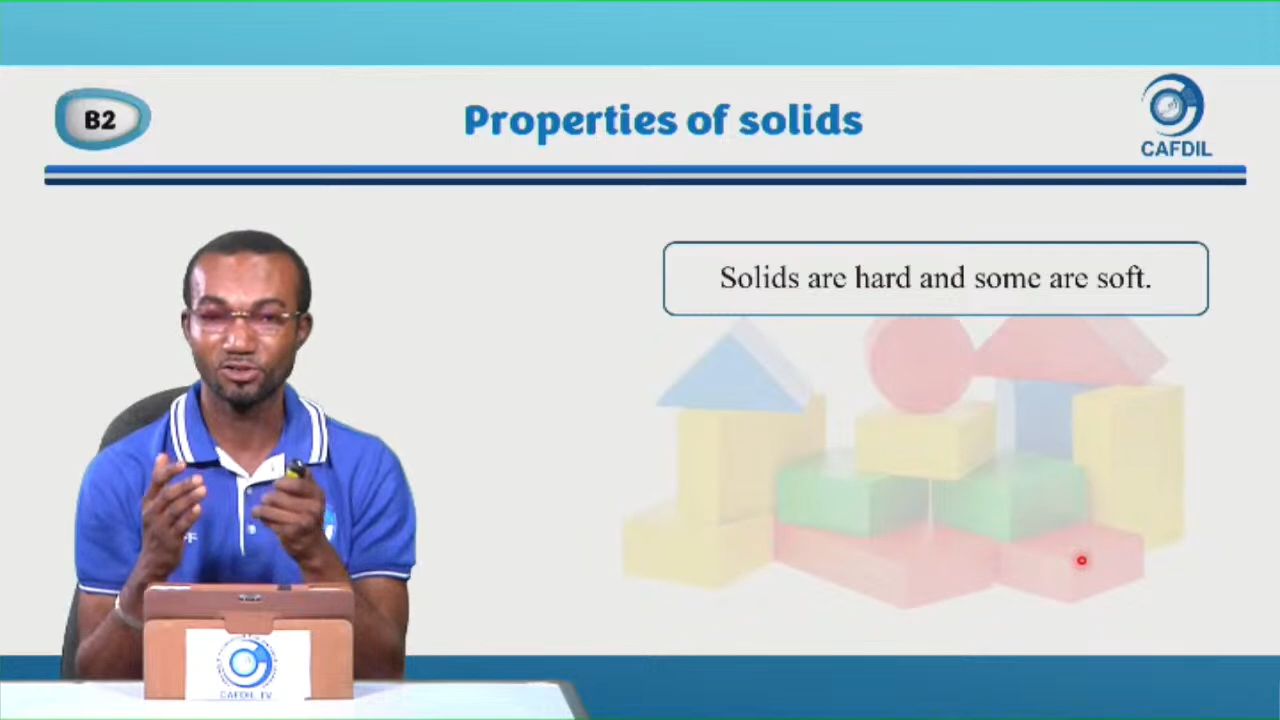 B2
Properties of solids
CAFDIL
Solids are hard and some are soft.
CAFDIL TV